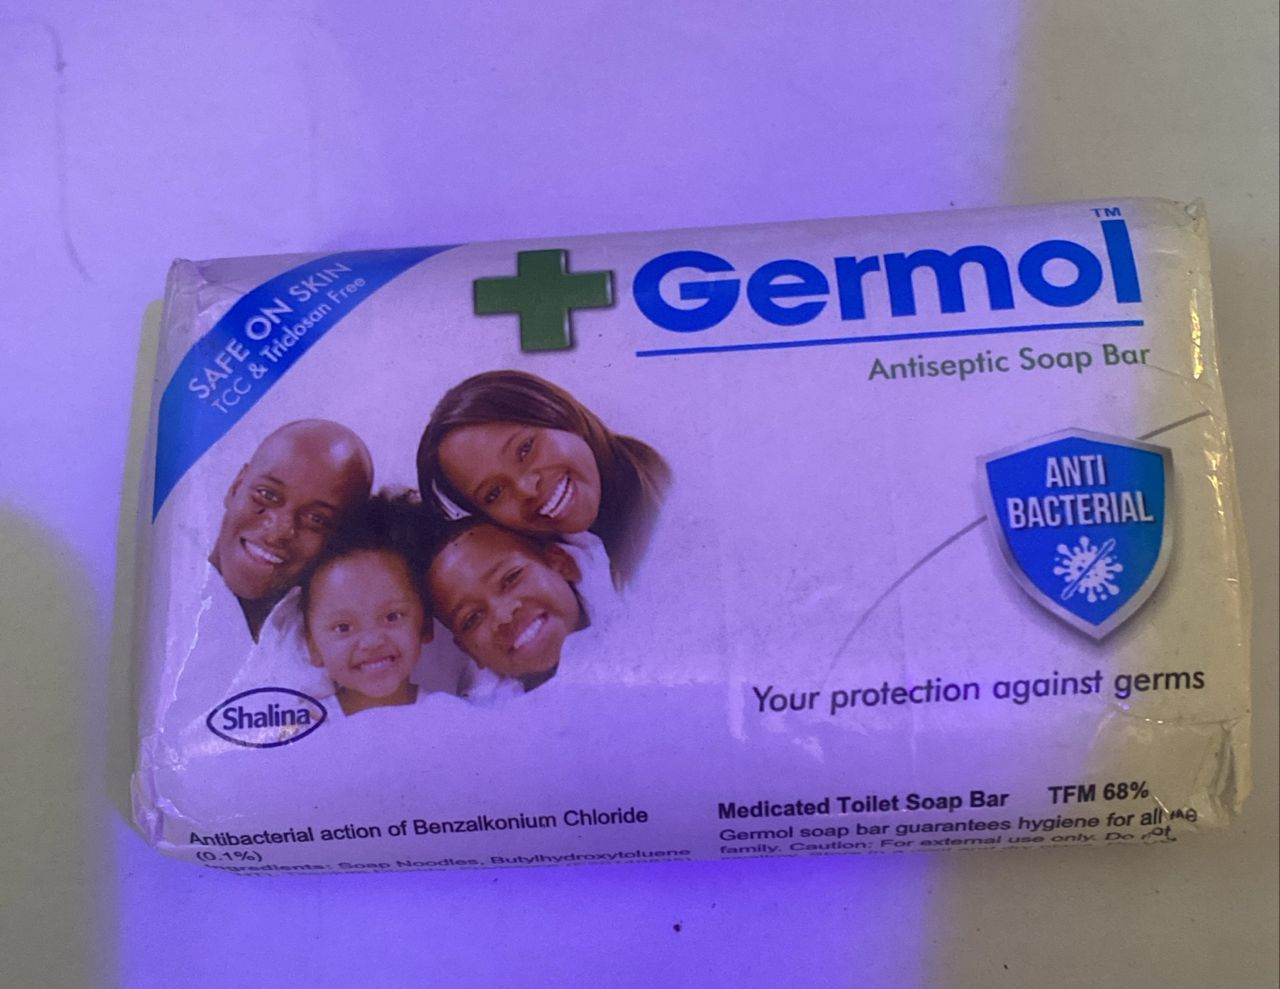 SAFE ON SKIN
TCC & Triclosan Free
Germol™
Antiseptic Soap Bar
ANTI
BACTERIAL
Your protection against germs
Shalina
Antibacterial action of Benzalkonium Chloride
(0.1%)
Ingredients: Soap Noodles, Butylhydroxytoluene
Medicated Toilet Soap Bar TFM 68%
Germol soap bar guarantees hygiene for all the
family. Caution: For external use only. Do not